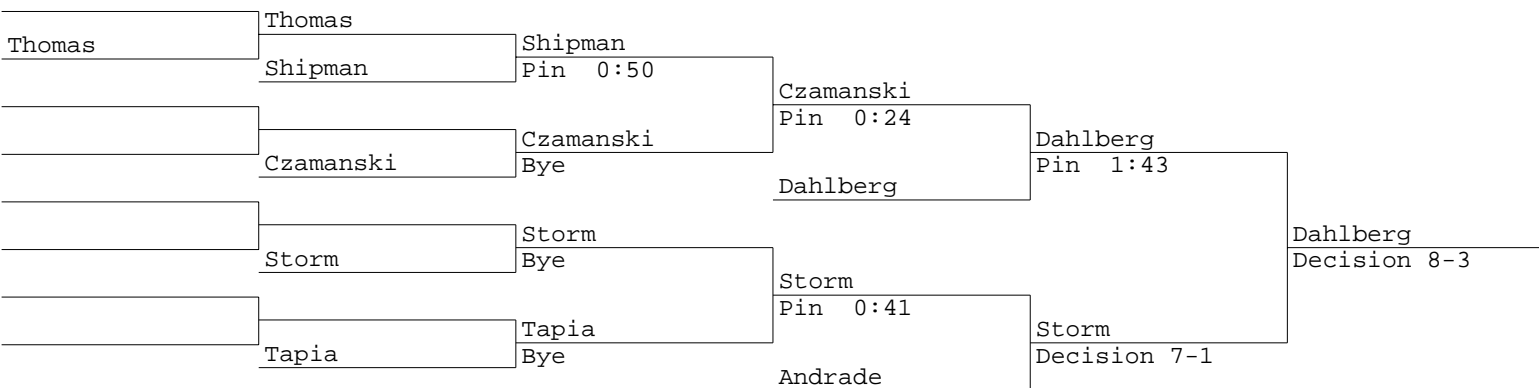 Thomas
Thomas
Shipman
Shipman
Pin 0:50
Czamanski
Czamanski
Bye
Czamanski
Pin 0:24
Dahlberg
Dahlberg
Pin 1:43
Storm
Storm
Bye
Tapia
Tapia
Bye
Storm
Pin 0:41
Andrade
Storm
Decision 7-1
Dahlberg
Decision 8-3